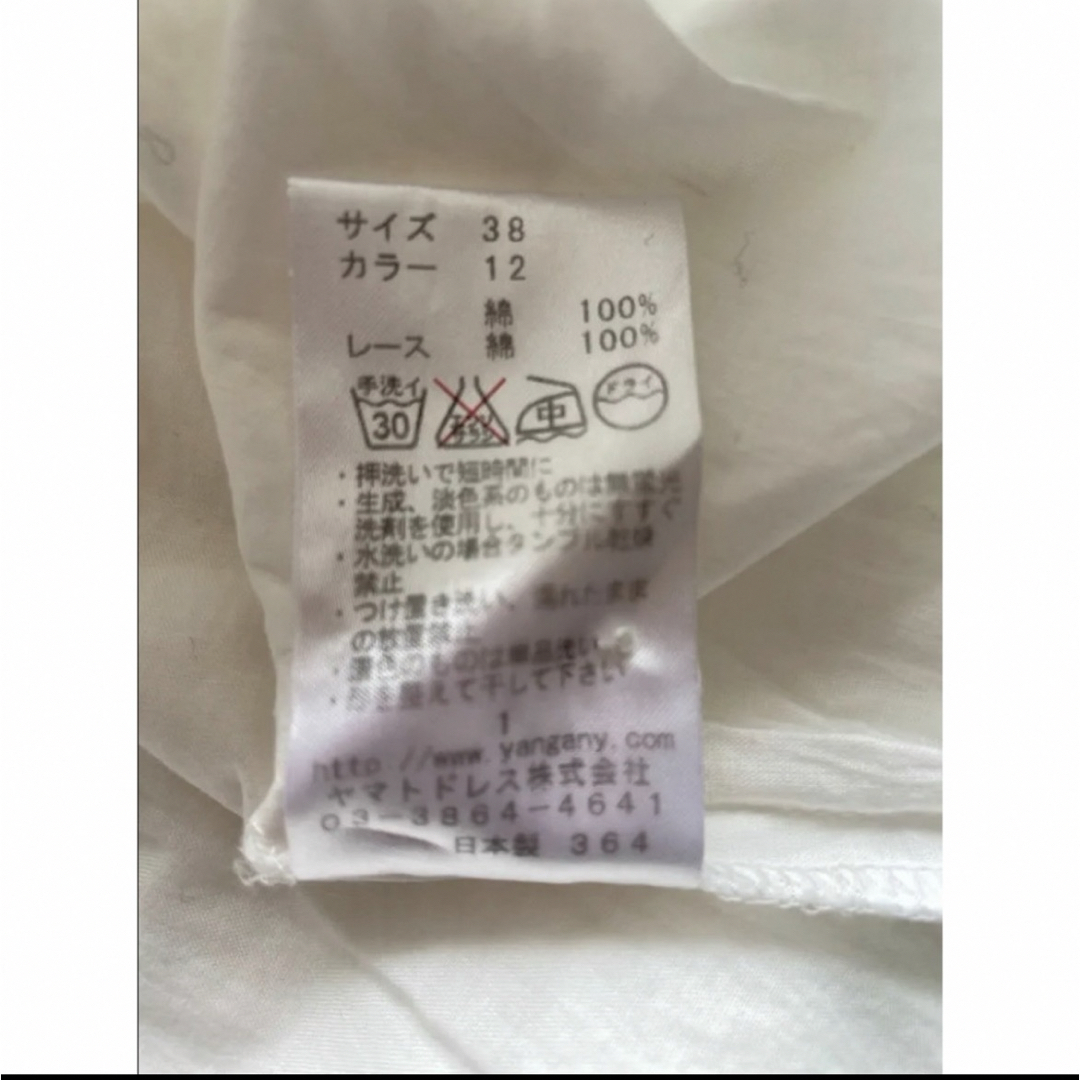 サイズ 38
カラー 12
綿 100%
レース 綿 100%
手洗イ
30
エンソ
サラシ
中
ドライ
・押洗いで短時間に
・生成、淡色系のものは無蛍光
洗剤を使用し、十分にすすぐ
・水洗いの場合タンブル乾燥
禁止
・つけ置き洗い、濡れたまま
の放置禁止
・濃色のものは単品洗い
・形を整えて干して下さい
1
http://www.yangany.com
ヤマトドレス株式会社
03-3864-4641
日本製 364